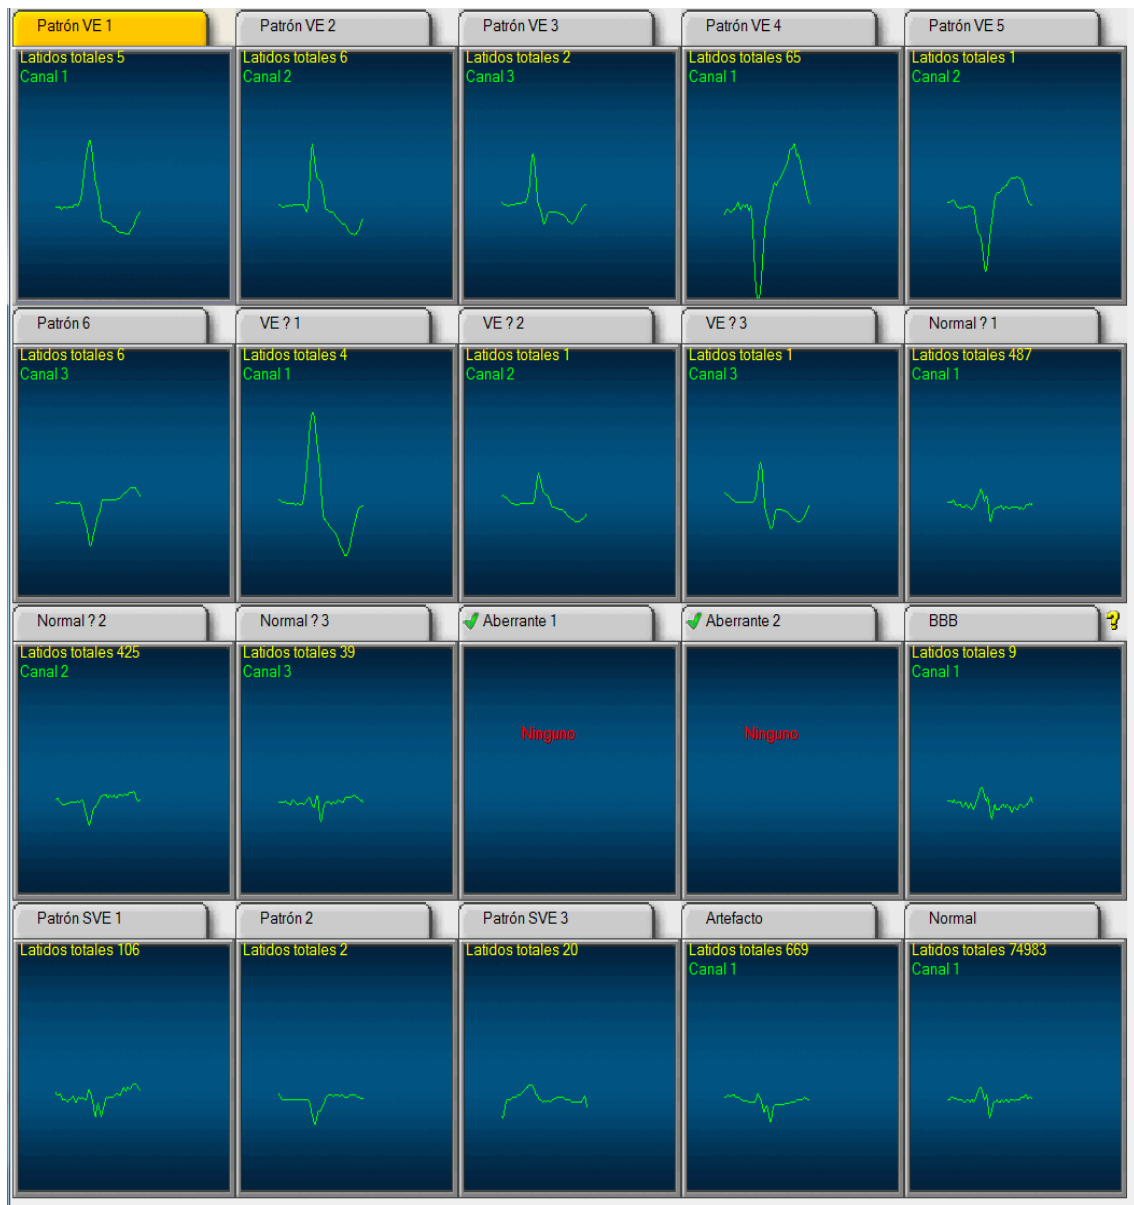 Patrón VE 1
Patrón VE 2
Patrón VE 3
Patrón VE 4
Patrón VE 5
Latidos totales 5
Canal 1
Latidos totales 6
Canal 2
Latidos totales 2
Canal 3
Latidos totales 65
Canal 1
Latidos totales 1
Canal 2
Patrón 6
VE ? 1
VE ? 2
VE ? 3
Normal ? 1
Latidos totales 6
Canal 3
Latidos totales 4
Canal 1
Latidos totales 1
Canal 2
Latidos totales 1
Canal 3
Latidos totales 487
Canal 1
Normal ? 2
Normal ? 3
Aberrante 1
Aberrante 2
BBB
?
Latidos totales 425
Canal 2
Latidos totales 39
Canal 3
Ninguno
Ninguno
Latidos totales 9
Canal 1
Patrón SVE 1
Patrón 2
Patrón SVE 3
Artefacto
Normal
Latidos totales 106
Latidos totales 2
Latidos totales 20
Latidos totales 669
Canal 1
Latidos totales 74983
Canal 1